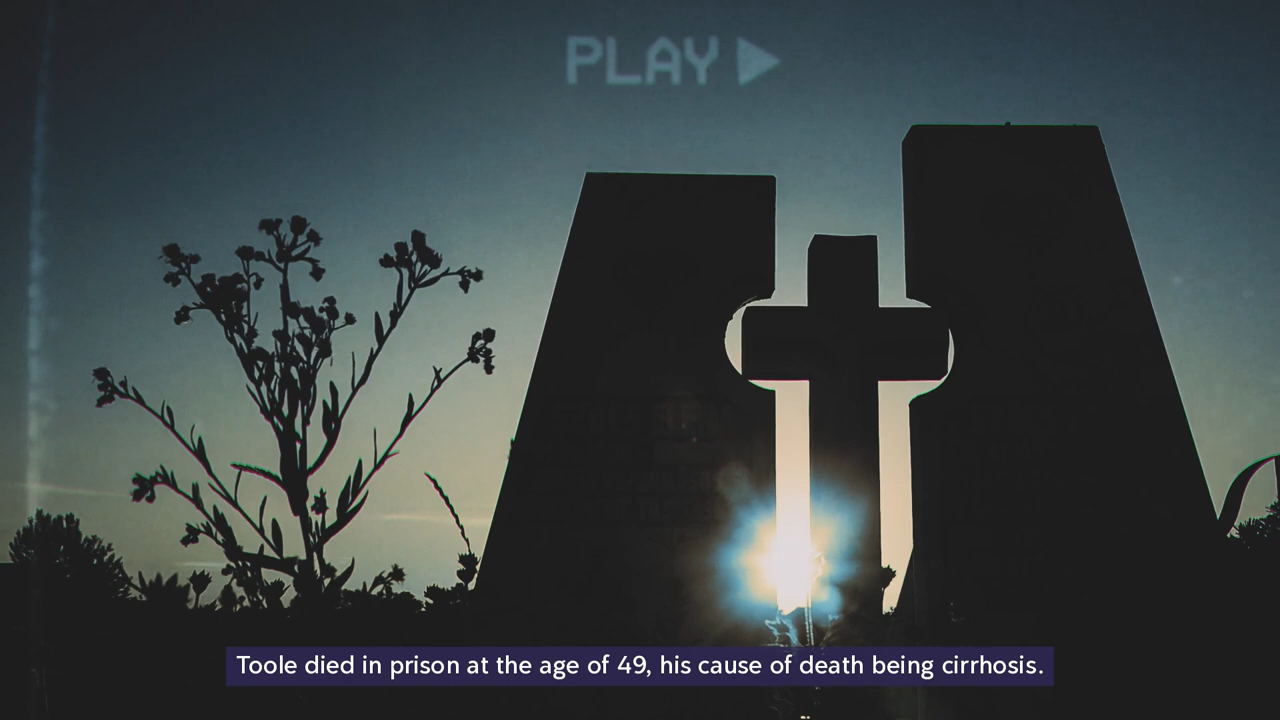 PLAY
Toole died in prison at the age of 49, his cause of death being cirrhosis.